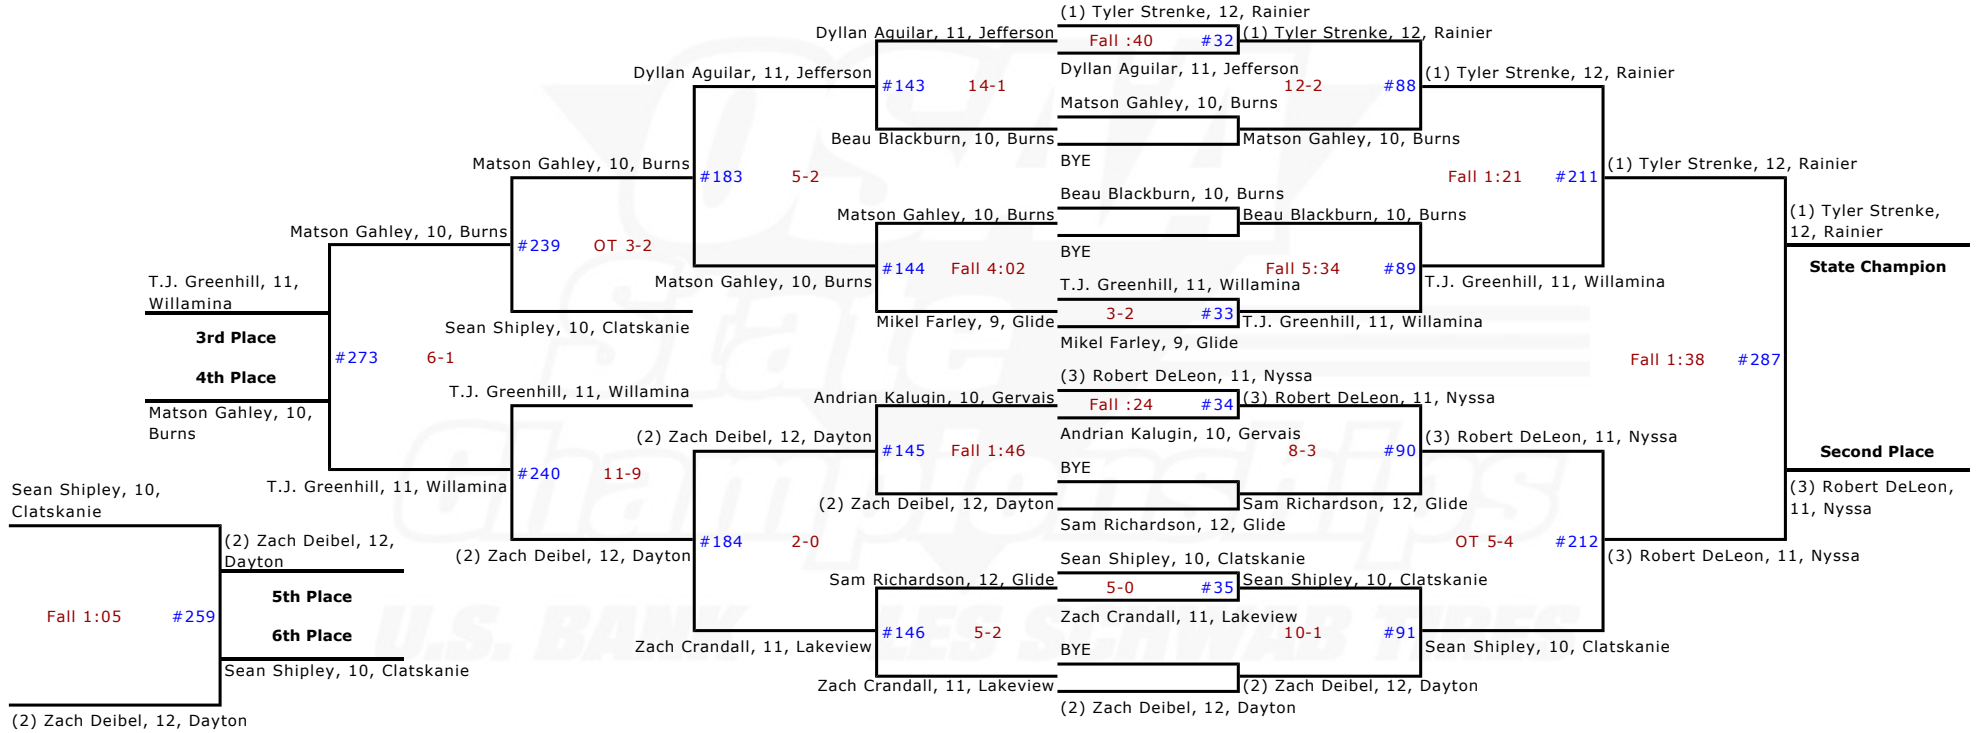 (1) Tyler Strenke, 12, Rainier
Dyllan Aguilar, 11, Jefferson
Fall :40 #32
(1) Tyler Strenke, 12, Rainier
Dyllan Aguilar, 11, Jefferson
Dyllan Aguilar, 11, Jefferson
(1) Tyler Strenke, 12, Rainier
#143 14-1
12-2 #88
Matson Gahley, 10, Burns
Beau Blackburn, 10, Burns
Matson Gahley, 10, Burns
BYE
Matson Gahley, 10, Burns
(1) Tyler Strenke, 12, Rainier
#183 5-2
Fall 1:21 #211
Beau Blackburn, 10, Burns
Matson Gahley, 10, Burns
Beau Blackburn, 10, Burns
(1) Tyler Strenke,
12, Rainier
Matson Gahley, 10, Burns
#239 OT 3-2
BYE
State Champion
#144 Fall 4:02
Fall 5:34 #89
T.J. Greenhill, 11,
Willamina
Matson Gahley, 10, Burns
T.J. Greenhill, 11, Willamina
T.J. Greenhill, 11, Willamina
3-2 #33
Mikel Farley, 9, Glide
T.J. Greenhill, 11, Willamina
Sean Shipley, 10, Clatskanie
3rd Place
Mikel Farley, 9, Glide
#273 6-1
Fall 1:38 #287
4th Place
(3) Robert DeLeon, 11, Nyssa
T.J. Greenhill, 11, Willamina
Andrian Kalugin, 10, Gervais
Fall :24 #34
(3) Robert DeLeon, 11, Nyssa
Matson Gahley, 10,
Burns
(2) Zach Deibel, 12, Dayton
Andrian Kalugin, 10, Gervais
(3) Robert DeLeon, 11, Nyssa
#145 Fall 1:46
8-3 #90
Second Place
BYE
#240 11-9
T.J. Greenhill, 11, Willamina
(3) Robert DeLeon,
11, Nyssa
Sean Shipley, 10,
Clatskanie
(2) Zach Deibel, 12, Dayton
Sam Richardson, 12, Glide
Sam Richardson, 12, Glide
(2) Zach Deibel, 12,
Dayton
#184 2-0
OT 5-4 #212
(2) Zach Deibel, 12, Dayton
Sean Shipley, 10, Clatskanie
(3) Robert DeLeon, 11, Nyssa
Sam Richardson, 12, Glide
5-0 #35
Sean Shipley, 10, Clatskanie
5th Place
Fall 1:05 #259
Zach Crandall, 11, Lakeview
6th Place
#146 5-2
10-1 #91
Zach Crandall, 11, Lakeview
BYE
Sean Shipley, 10, Clatskanie
Sean Shipley, 10, Clatskanie
Zach Crandall, 11, Lakeview
(2) Zach Deibel, 12, Dayton
(2) Zach Deibel, 12, Dayton
(2) Zach Deibel, 12, Dayton
OSAA
State
Championships
U.S. BANK LES SCHWAB TIRES